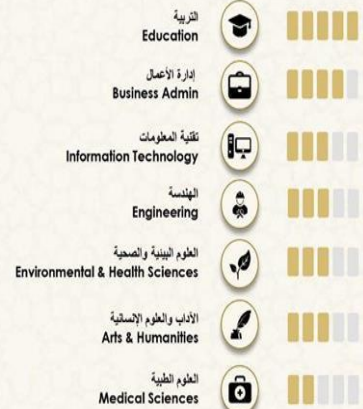 التربية
Education
إدارة الأعمال
Business Admin
تقنية المعلومات
Information Technology
الهندسة
Engineering
العلوم البيئية والصحية
Environmental & Health Sciences
الآداب والعلوم الإنسانية
Arts & Humanities
العلوم الطبية
Medical Sciences